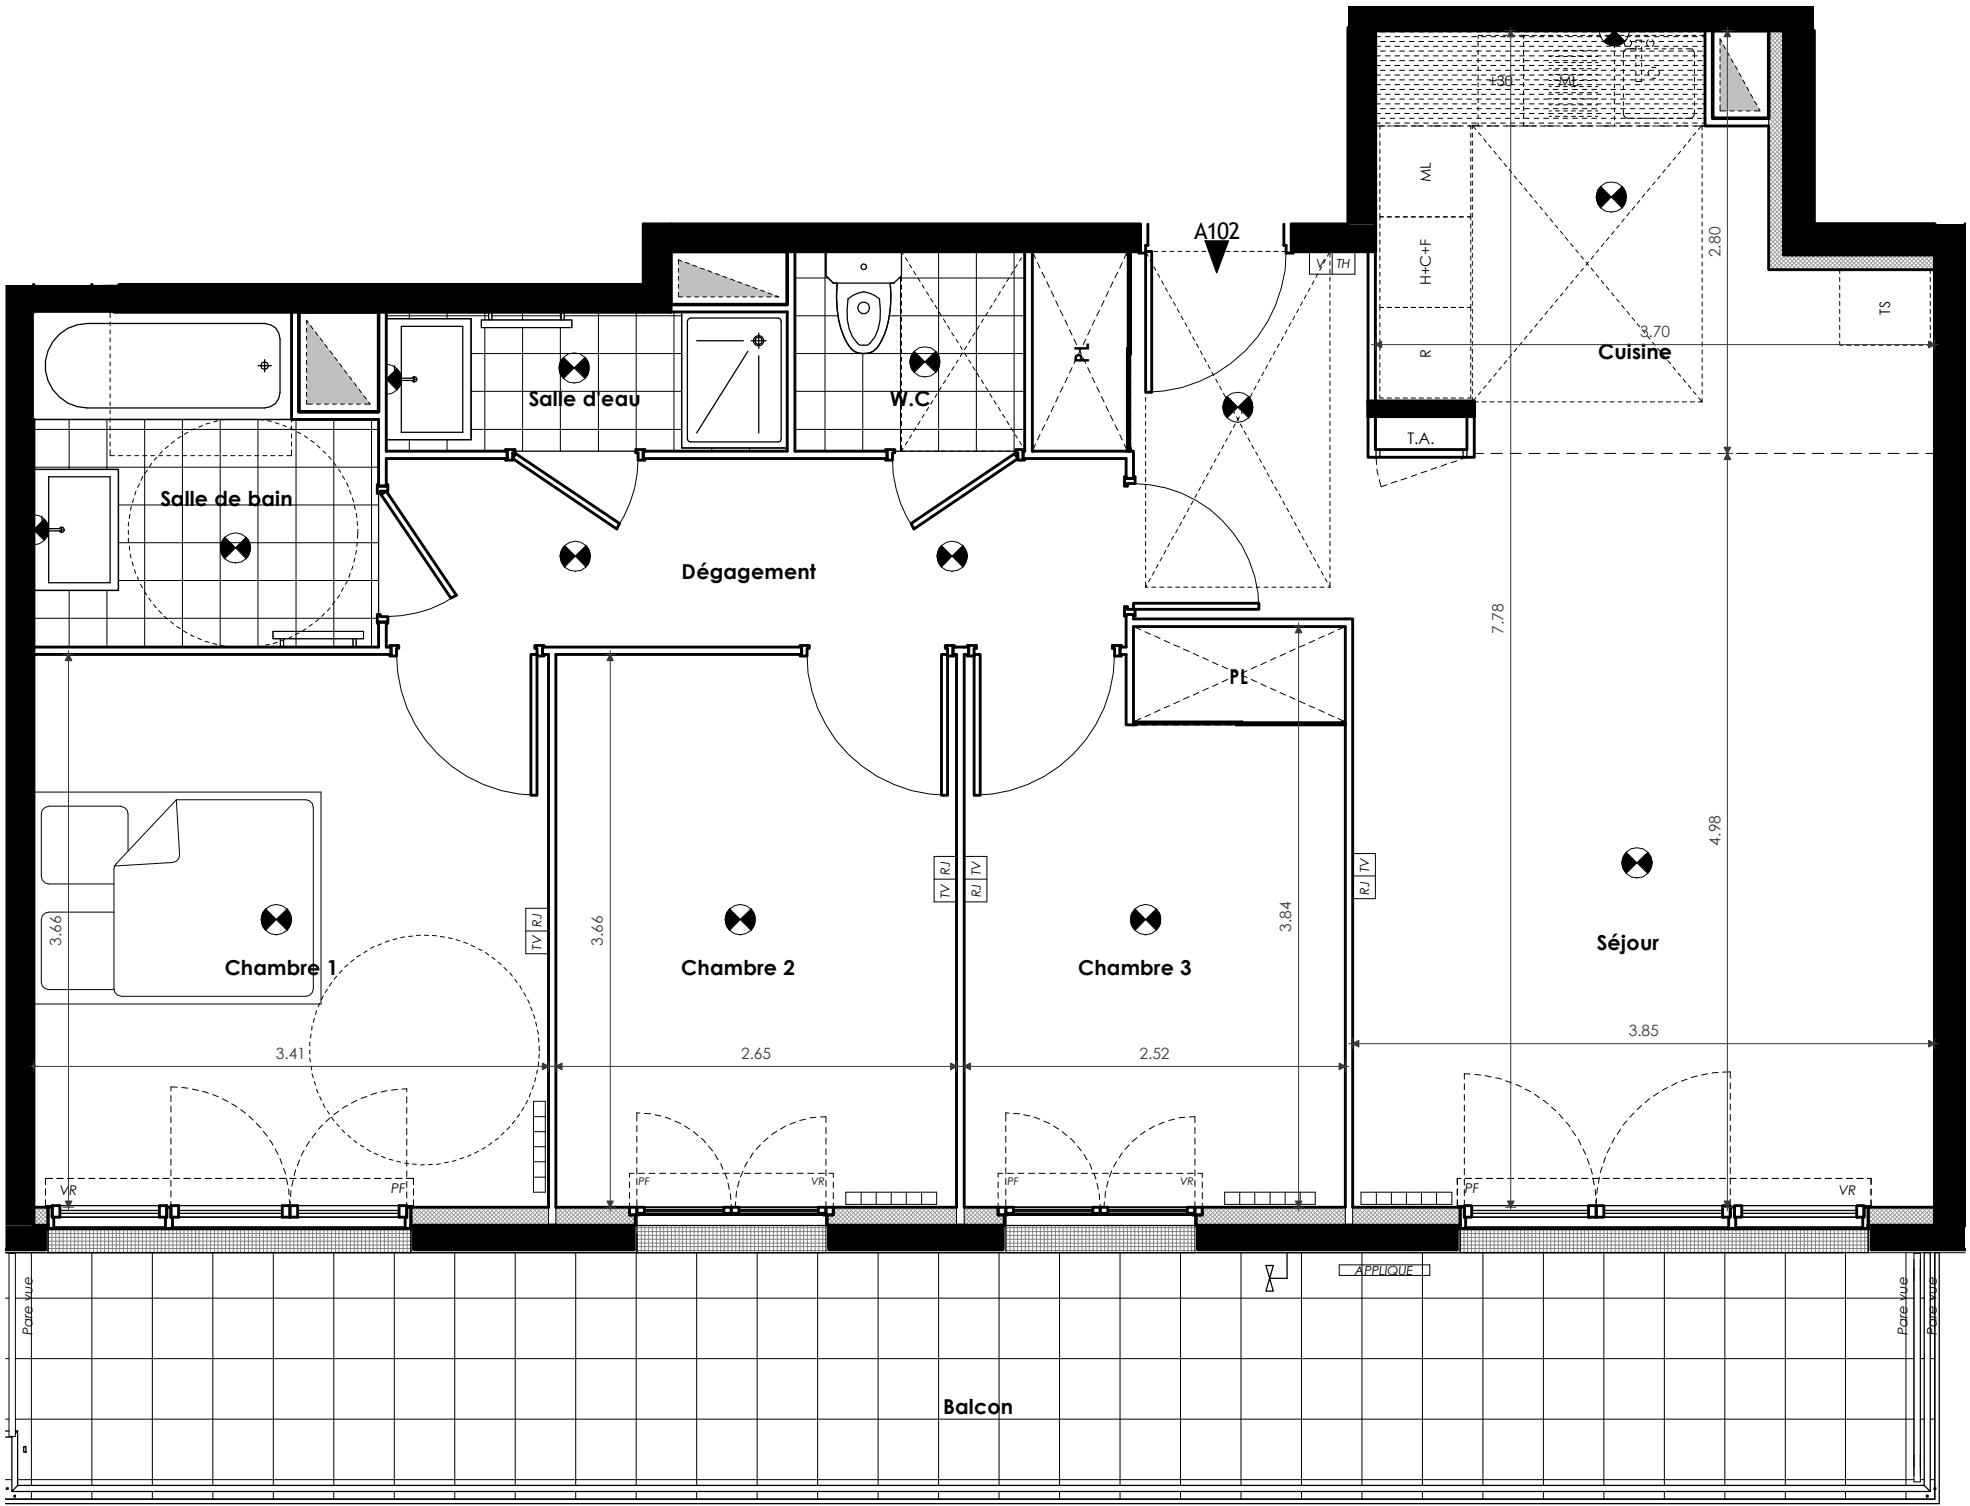 +30
ML
A102
ML
2.80
H+C+F
V
TH
TS
3.70
PL
R
Cuisine
Salle d'eau
W.C
T.A.
Salle de bain
Dégagement
7.78
PL
4.98
TV
RJ
TV
RJ
RJ
TV
RJ
TV
3.66
3.66
3.84
Séjour
Chambre 1
Chambre 2
Chambre 3
3.85
3.41
2.65
2.52
VR
PF
PF
VR
PF
VR
PF
VR
APPLIQUE
Pare vue
Pare vue
Pare vue
Balcon